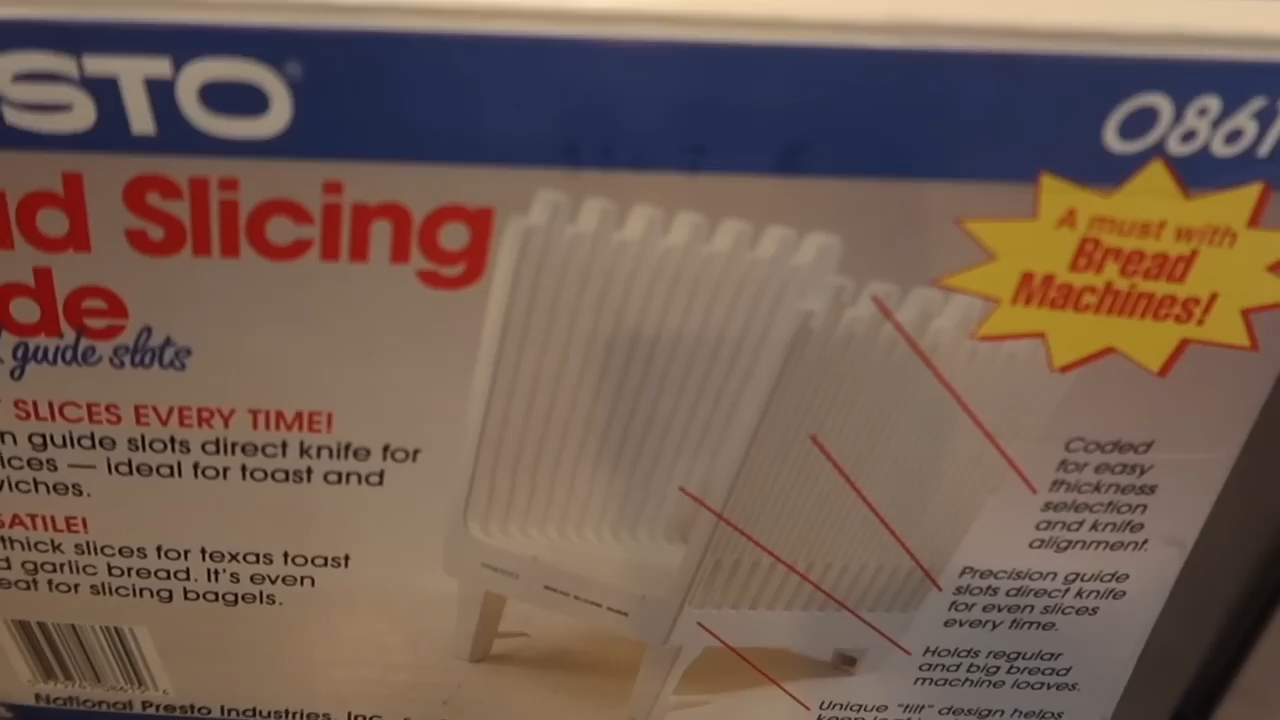 STO
0861
ad Slicing
de
guide slots
A must with
Bread
Machines!
SLICES EVERY TIME!
n guide slots direct knife for
ices — ideal for toast and
wiches.
SATILE!
thick slices for texas toast
d garlic bread. It's even
eat for slicing bagels.
Coded
for easy
thickness
selection
and knife
alignment.
Precision guide
slots direct knife
for even slices
every time.
Holds regular
and big bread
machine loaves.
Unique "tilt" design helps
National Presto Industries, Inc.